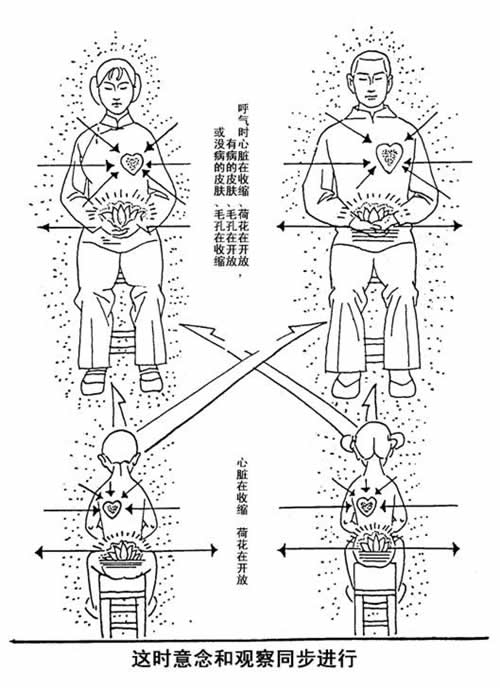 呼气时心脏在收缩、荷花在开放，
有病的皮肤、毛孔在开放
或没病的皮肤、毛孔在收缩
心脏在收缩 荷花在开放
这时意念和观察同步进行